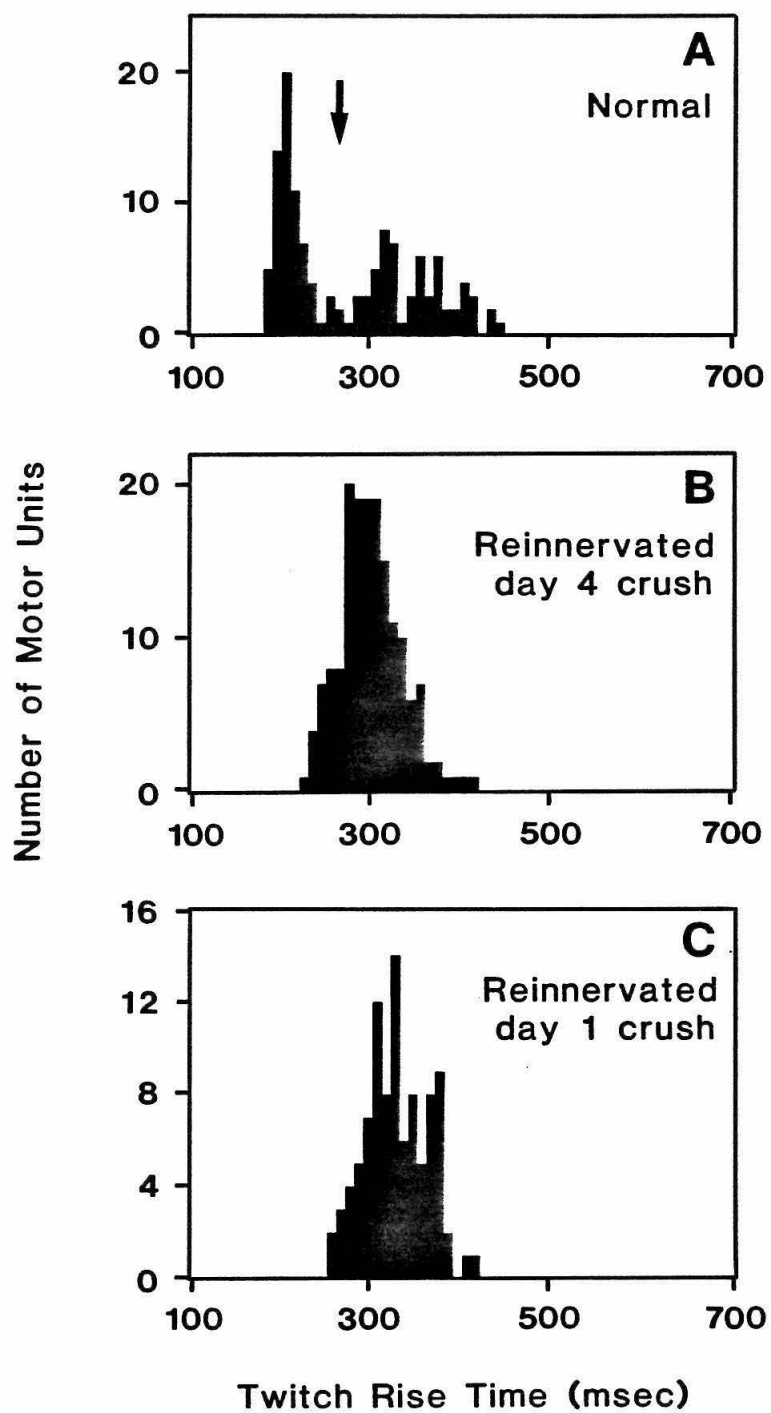 A
Normal
20
10
0
100 300 500 700
B
Reinnervated
day 4 crush
20
10
0
100 300 500 700
C
Reinnervated
day 1 crush
16
12
8
4
0
100 300 500 700
Number of Motor Units
Twitch Rise Time (msec)